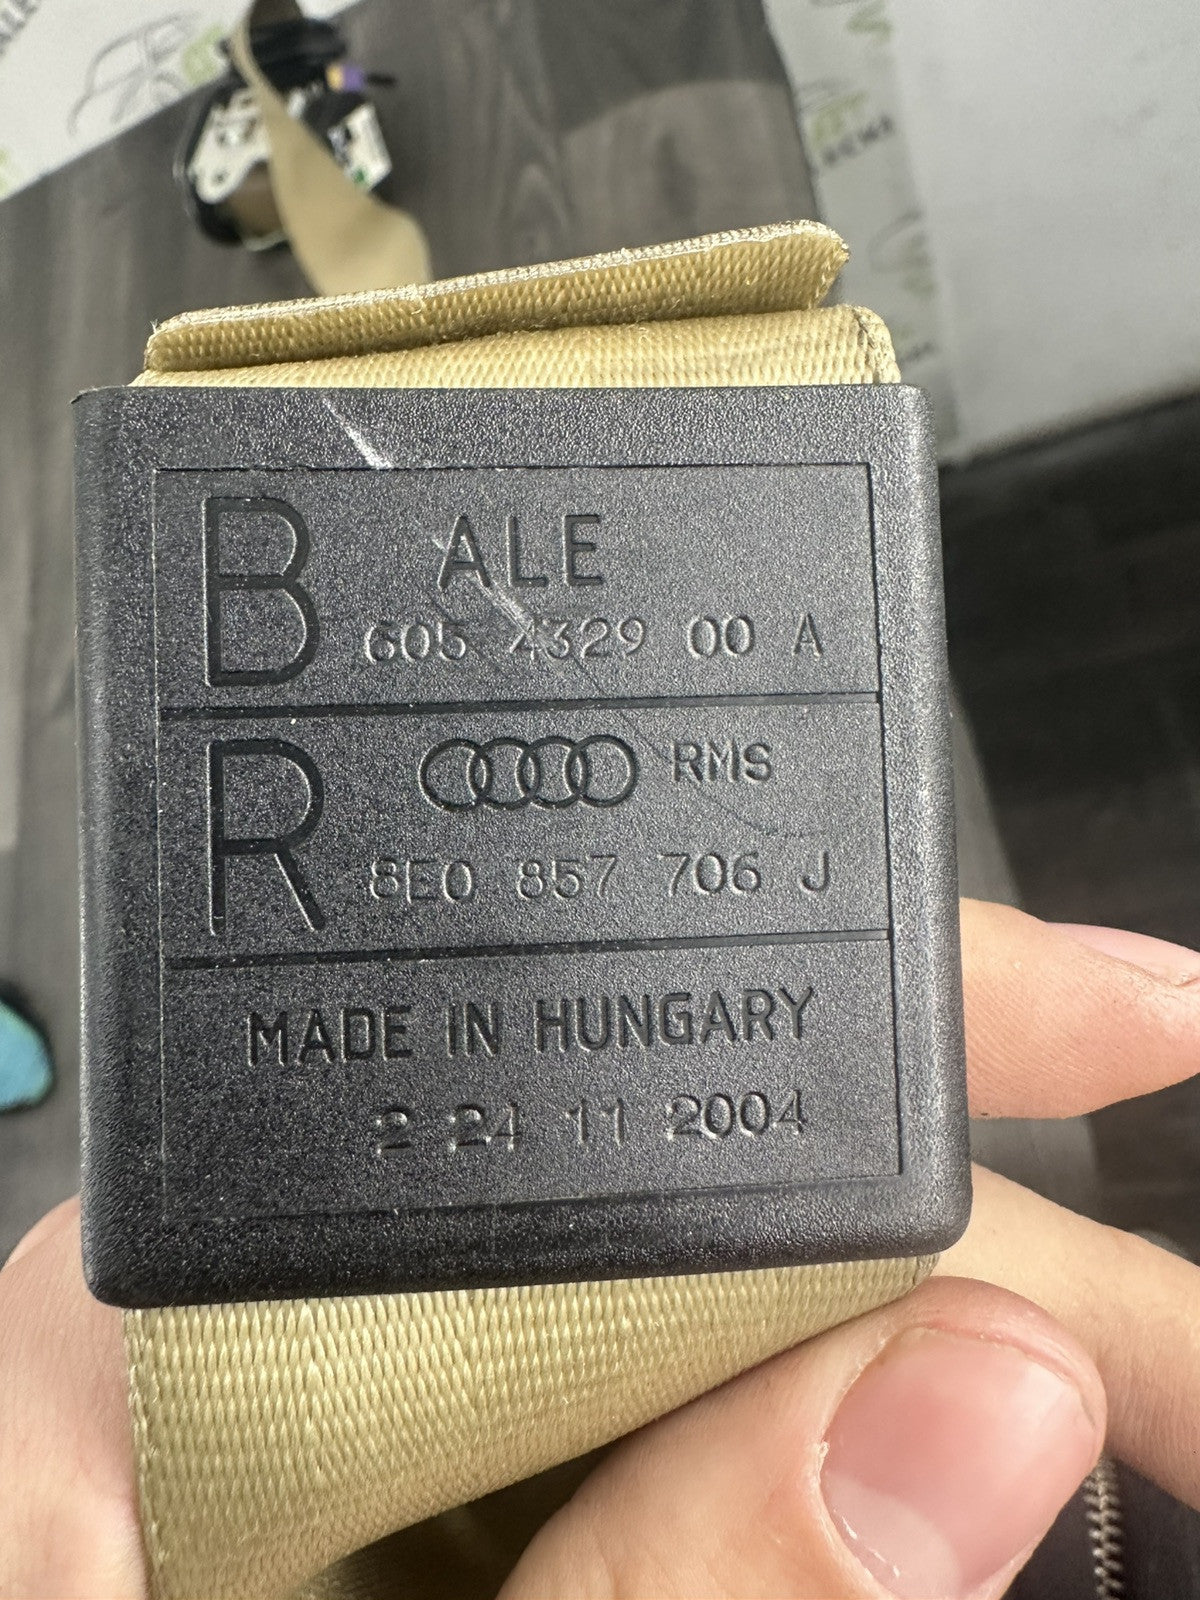 B
ALE
605 4329 00 A
R
RMS
8E0 857 706 J
MADE IN HUNGARY
2 24 11 2004